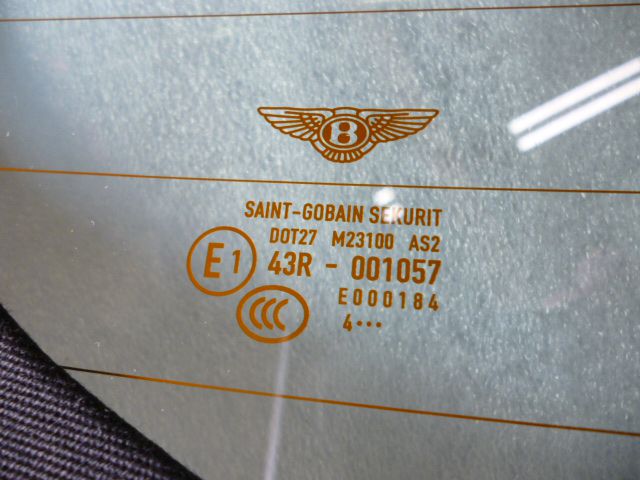 B
SAINT-GOBAIN SEKURIT
DOT27 M23100 AS2
E1 43R - 001057
E000184
CCC
4•••